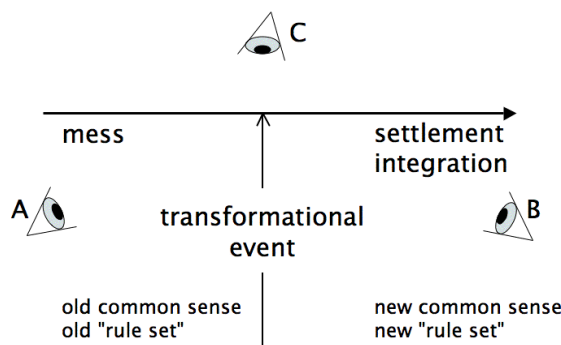 C
mess
settlement
integration
A
B
transformational
event
old common sense
old "rule set"
new common sense
new "rule set"